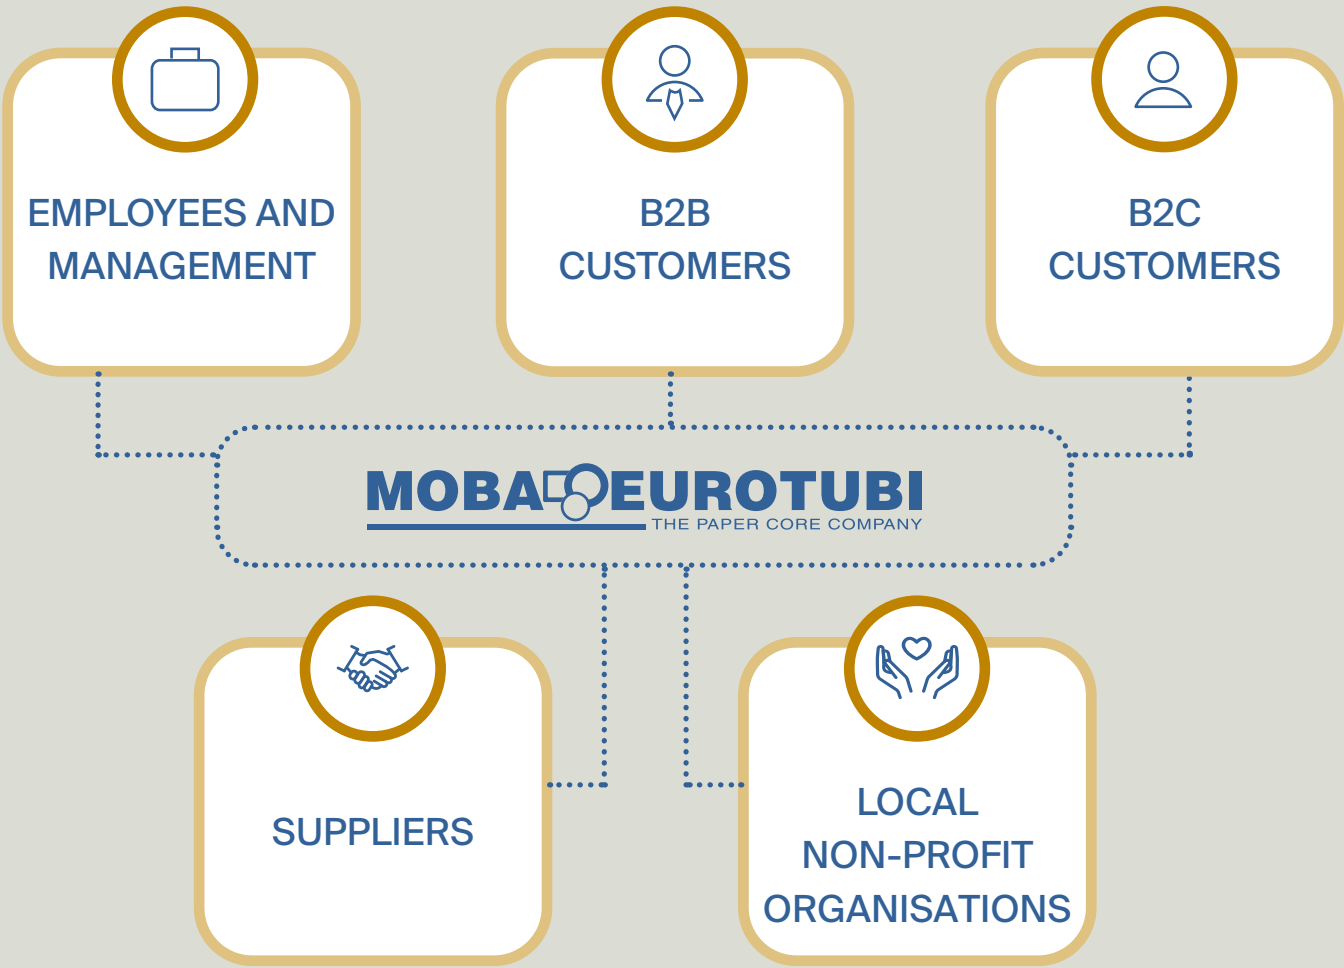 EMPLOYEES AND
MANAGEMENT
B2B
CUSTOMERS
B2C
CUSTOMERS
MOBA EUROTUBI
THE PAPER CORE COMPANY
SUPPLIERS
LOCAL
NON-PROFIT
ORGANISATIONS